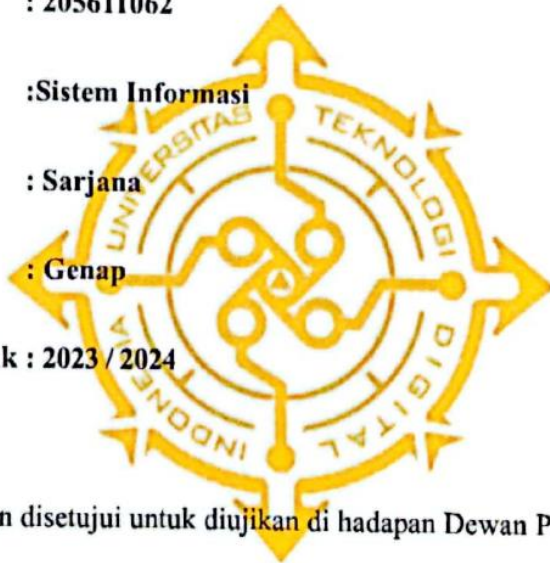 : 205611062
:Sistem Informasi
: Sarjana
: Genap
k : 2023 / 2024
n disetujui untuk diujikan di hadapan Dewan P
UNIVERSITAS TEKNOLOGI DIGITAL INDONESIA